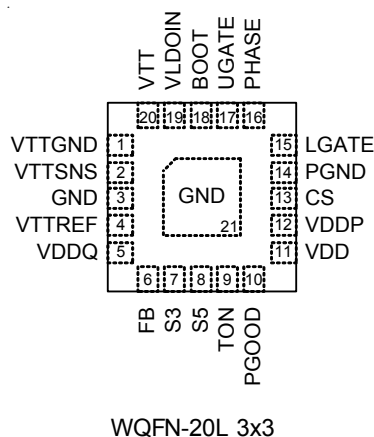 VTT
VLDOIN
BOOT
UGATE
PHASE
20 19 18 17 16
VTTGND 1
VTTSNS 2
GND 3
VTTREF 4
VDDQ 5
GND
21
15 LGATE
14 PGND
13 CS
12 VDDP
11 VDD
6 7 8 9 10
FB
S3
S5
TON
PGOOD
WQFN-20L 3x3